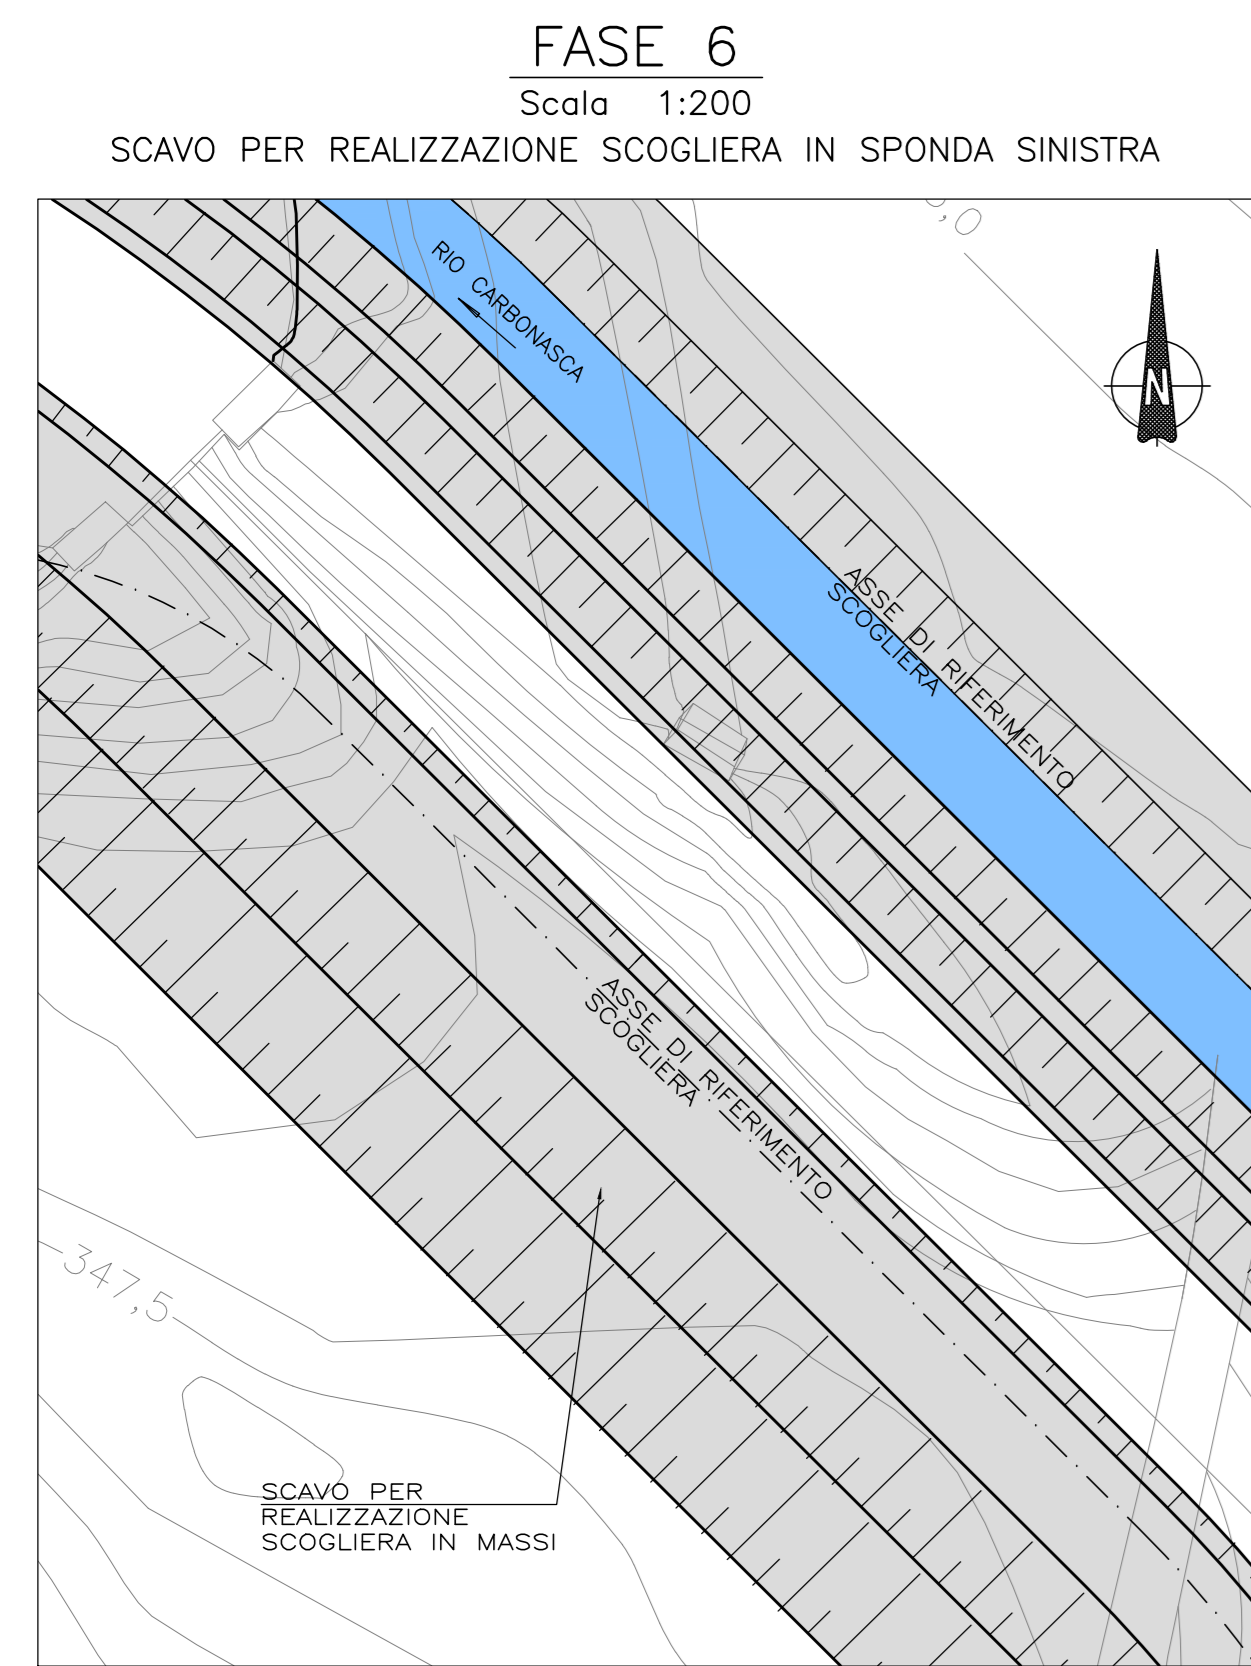 FASE 6
Scala 1:200
SCAVO PER REALIZZAZIONE SCOGLIERA IN SPONDA SINISTRA
,0
N
RIO CARBONASCA
ASSE DI RIFERIMENTO
SCOGLIERA
ASSE DI RIFERIMENTO
SCOGLIERA
347,5
SCAVO PER
REALIZZAZIONE
SCOGLIERA IN MASSI